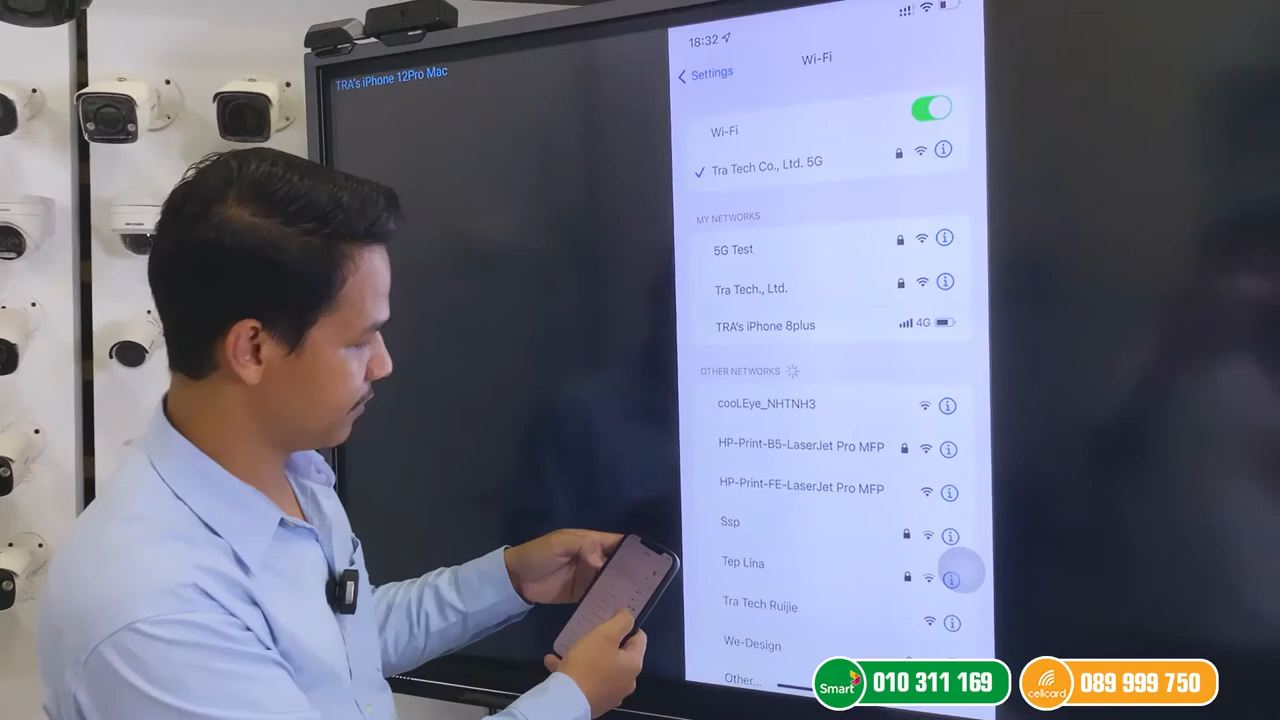 TRA's iPhone 12Pro Mac
18:32
Settings
Wi-Fi
Wi-Fi
Tra Tech Co., Ltd. 5G
MY NETWORKS
5G Test
Tra Tech., Ltd.
TRA's iPhone 8plus
4G
OTHER NETWORKS
cooLEye_NHTNH3
HP-Print-B5-LaserJet Pro MFP
HP-Print-FE-LaserJet Pro MFP
Ssp
Tep Lina
Tra Tech Ruijie
We-Design
Other...
Smart
010 311 169
cellcard
089 999 750